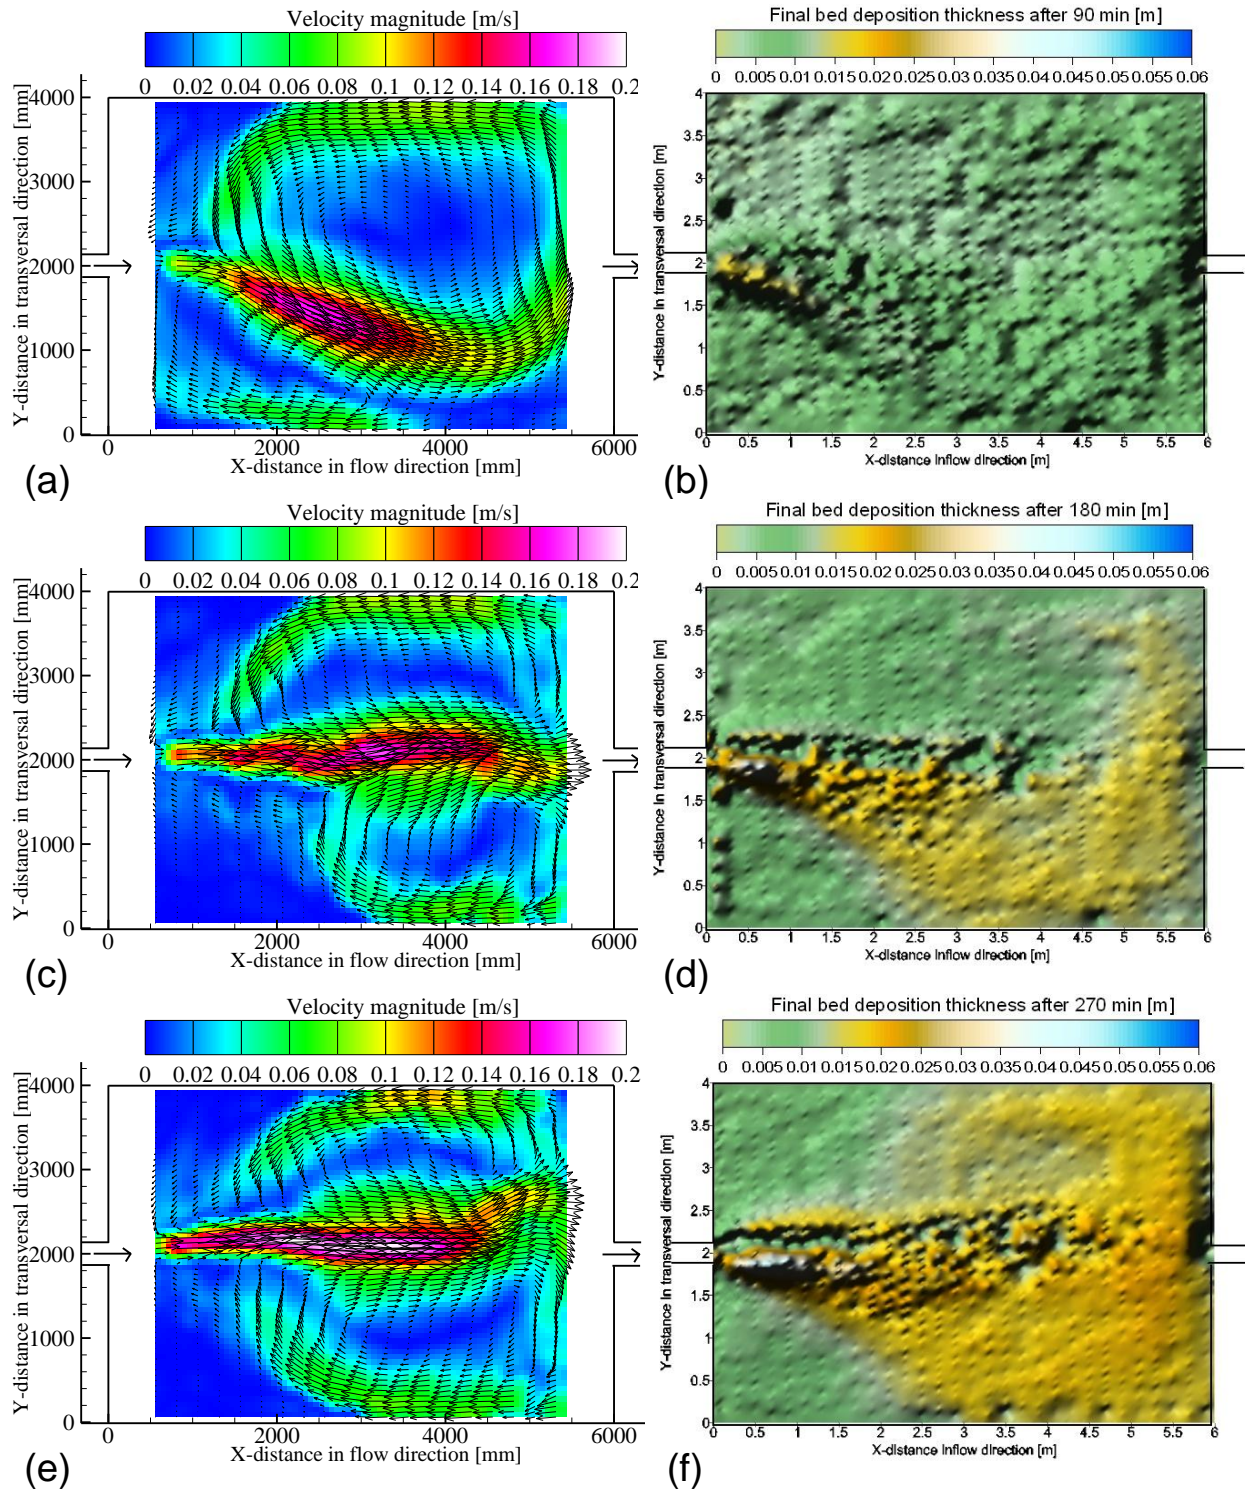 Velocity magnitude [m/s]
0 0.02 0.04 0.06 0.08 0.1 0.12 0.14 0.16 0.18 0.2
Y-distance in transversal direction [mm]
4000
3000
2000
1000
0
0 2000 4000 6000
X-distance in flow direction [mm]
(a)
Final bed deposition thickness after 90 min [m]
0 0.005 0.01 0.015 0.02 0.025 0.03 0.035 0.04 0.045 0.05 0.055 0.06
Y-distance in transversal direction [m]
4
3.5
3
2.5
2
1.5
1
0.5
0
0 0.5 1 1.5 2 2.5 3 3.5 4 4.5 5 5.5 6
X-distance inflow direction [m]
(b)
Velocity magnitude [m/s]
0 0.02 0.04 0.06 0.08 0.1 0.12 0.14 0.16 0.18 0.2
Y-distance in transversal direction [mm]
4000
3000
2000
1000
0
0 2000 4000 6000
X-distance in flow direction [mm]
(c)
Final bed deposition thickness after 180 min [m]
0 0.005 0.01 0.015 0.02 0.025 0.03 0.035 0.04 0.045 0.05 0.055 0.06
Y-distance in transversal direction [m]
4
3.5
3
2.5
2
1.5
1
0.5
0
0 0.5 1 1.5 2 2.5 3 3.5 4 4.5 5 5.5 6
X-distance inflow direction [m]
(d)
Velocity magnitude [m/s]
0 0.02 0.04 0.06 0.08 0.1 0.12 0.14 0.16 0.18 0.2
Y-distance in transversal direction [mm]
4000
3000
2000
1000
0
0 2000 4000 6000
X-distance in flow direction [mm]
(e)
Final bed deposition thickness after 270 min [m]
0 0.005 0.01 0.015 0.02 0.025 0.03 0.035 0.04 0.045 0.05 0.055 0.06
Y-distance in transversal direction [m]
4
3.5
3
2.5
2
1.5
1
0.5
0
0.5 1 1.5 2 2.5 3 3.5 4 4.5 5 5.5 6
X-distance inflow direction [m]
(f)